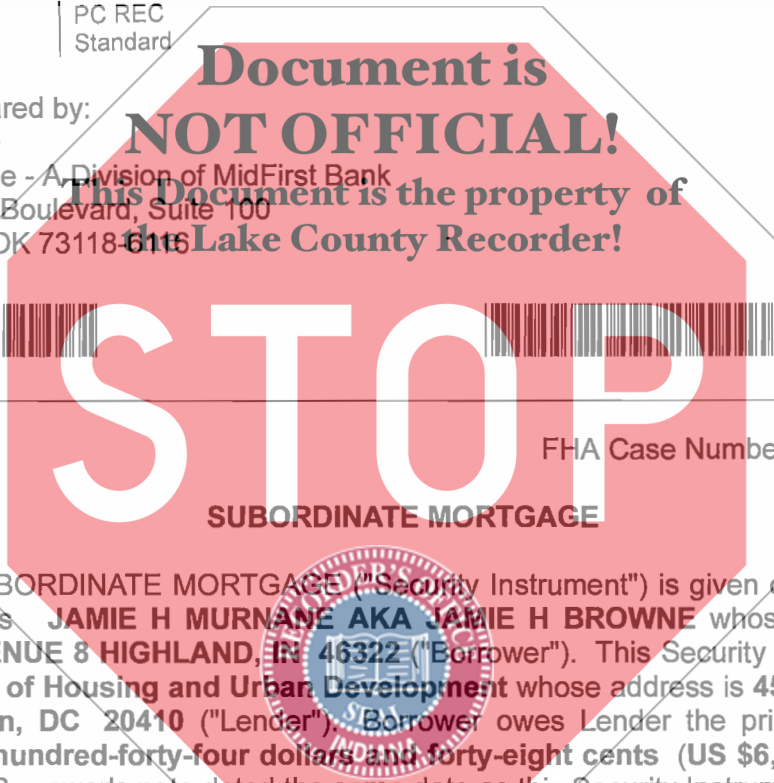 PC REC
Standard
Document is
ared by:
NOT OFFICIAL!
e - A Division of MidFirst Bank
This Document is the property of
Boulevard, Suite 100
OK 73118-6116
the Lake County Recorder!
STOP
FHA Case Numbe
SUBORDINATE MORTGAGE
BORDINATE MORTGAGE ("Security Instrument") is given
s JAMIE H MURNANE AKA JAMIE H BROWNE whos
ENUE 8 HIGHLAND, IN 46322 ("Borrower"). This Security
of Housing and Urban Development whose address is 45
n, DC 20410 ("Lender"). Borrower owes Lender the pri
hundred-forty-four dollars and forty-eight cents (US $6,
SEAL
INDIANA